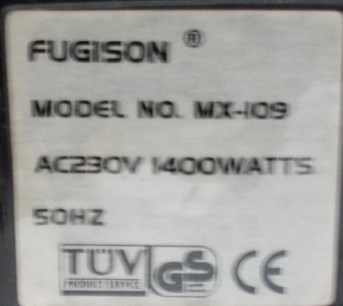 FUGISON ®
MODEL NO. MX-109
AC230V 1400WATTS
50HZ
TÜV GS CE
PRODUCT SERVICE